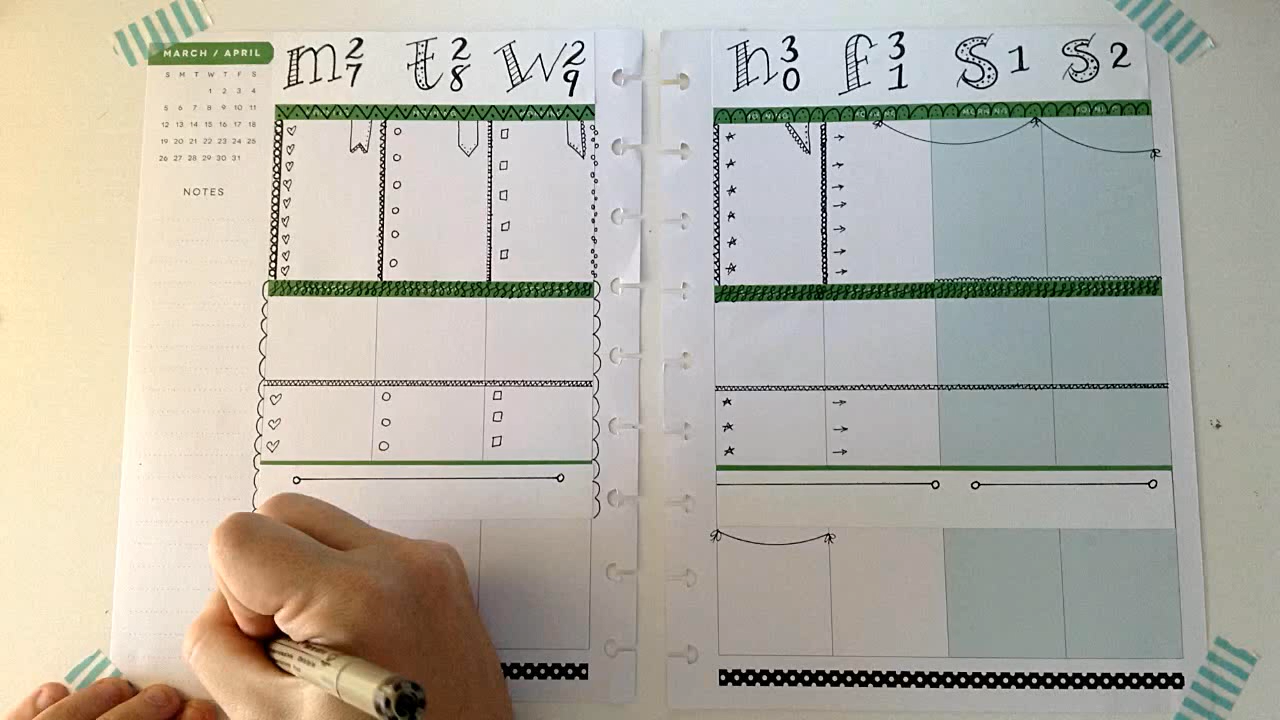 MARCH / APRIL
S M T W T F S
1 2 3 4
5 6 7 8 9 10 11
12 13 14 15 16 17 18
19 20 21 22 23 24 25
26 27 28 29 30 31
NOTES
m 27 t 28 W 29
n 30 f 31 S 1 S 2